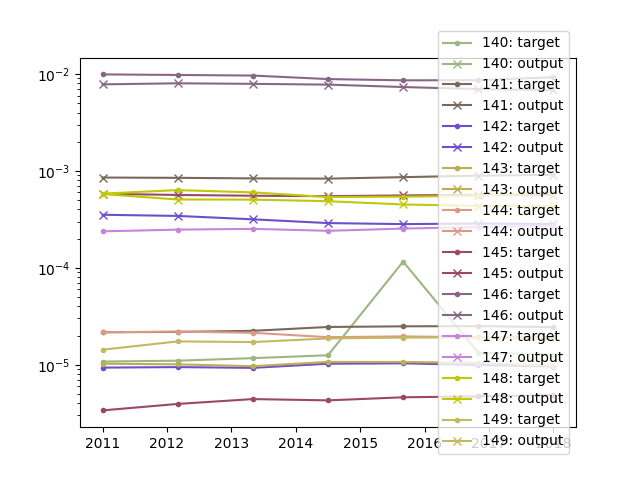 10⁻²
10⁻³
10⁻⁴
10⁻⁵
2011 2012 2013 2014 2015 2016 2017 2018
140: target
140: output
141: target
141: output
142: target
142: output
143: target
143: output
144: target
144: output
145: target
145: output
146: target
146: output
147: target
147: output
148: target
148: output
149: target
149: output